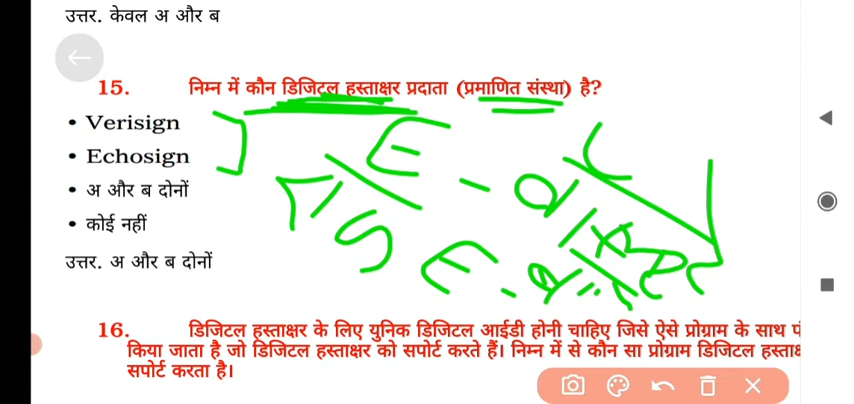 उत्तर. केवल अ और ब
15. निम्न में कौन डिजिटल हस्ताक्षर प्रदाता (प्रमाणित संस्था) है?
• Verisign
• Echosign
• अ और ब दोनों
• कोई नहीं
उत्तर. अ और ब दोनों
16. डिजिटल हस्ताक्षर के लिए युनिक डिजिटल आईडी होनी चाहिए जिसे ऐसे प्रोग्राम के साथ
किया जाता है जो डिजिटल हस्ताक्षर को सपोर्ट करते हैं। निम्न में से कौन सा प्रोग्राम डिजिटल
सपोर्ट करता है।